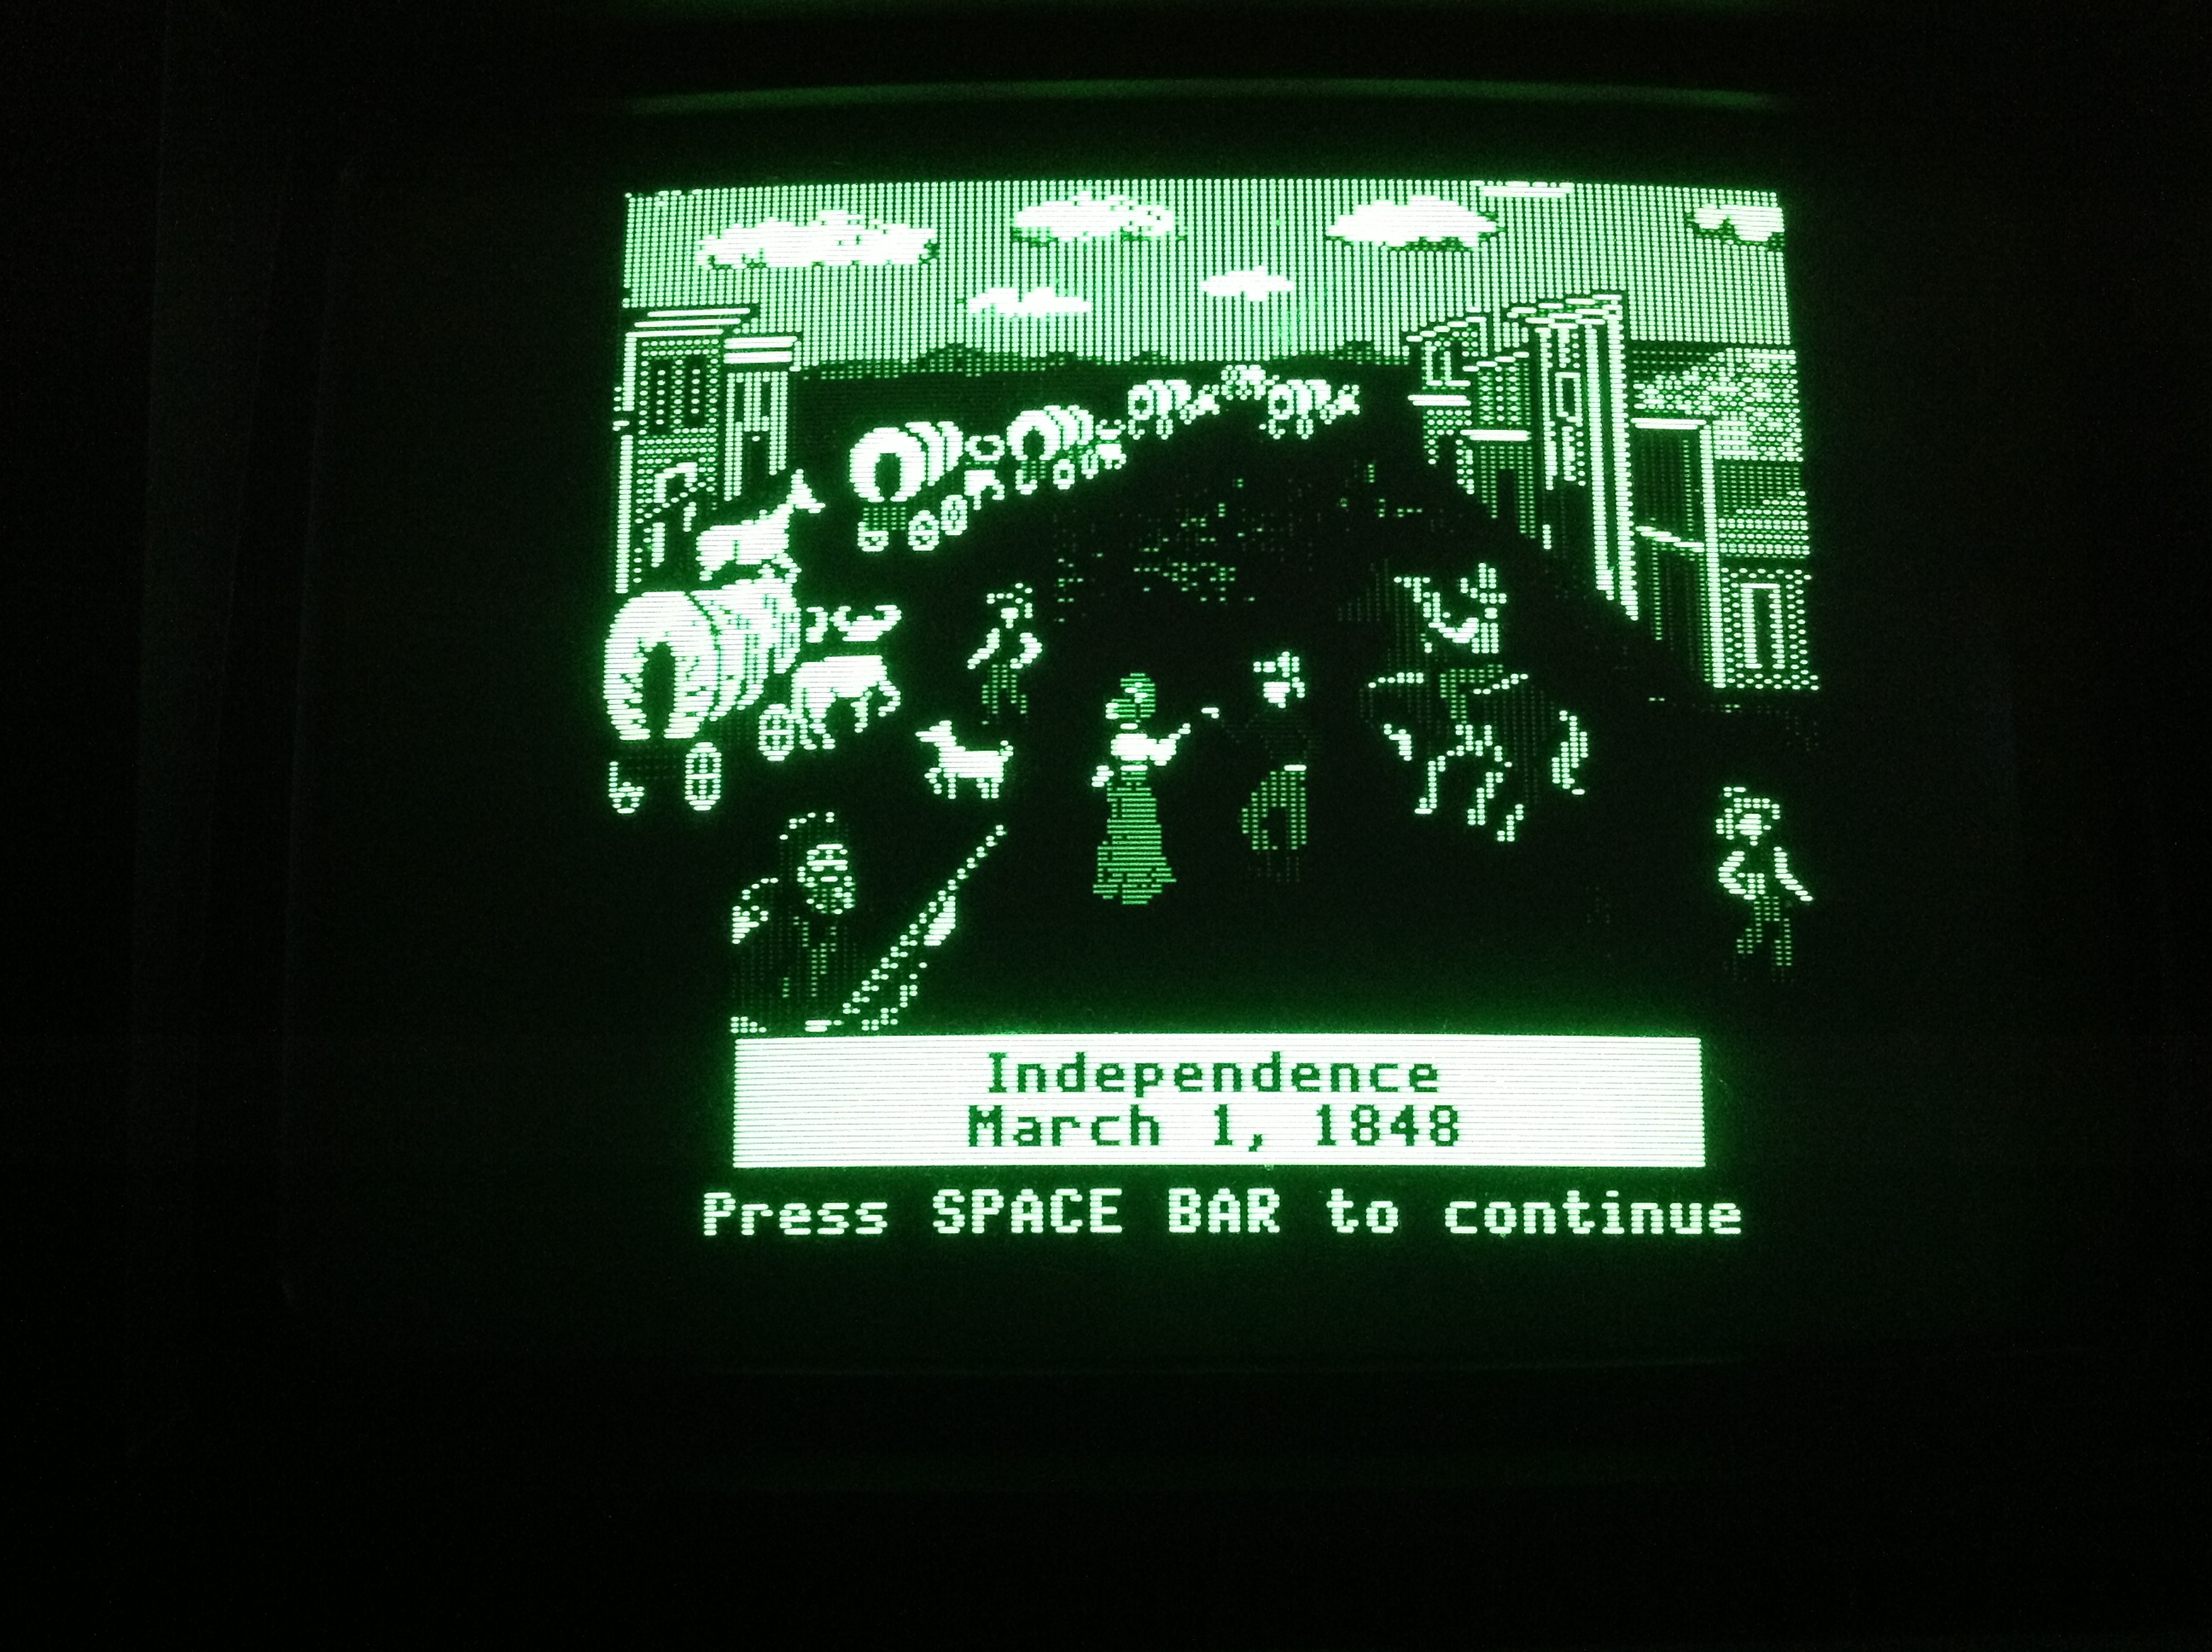 Independence
March 1, 1848
Press SPACE BAR to continue